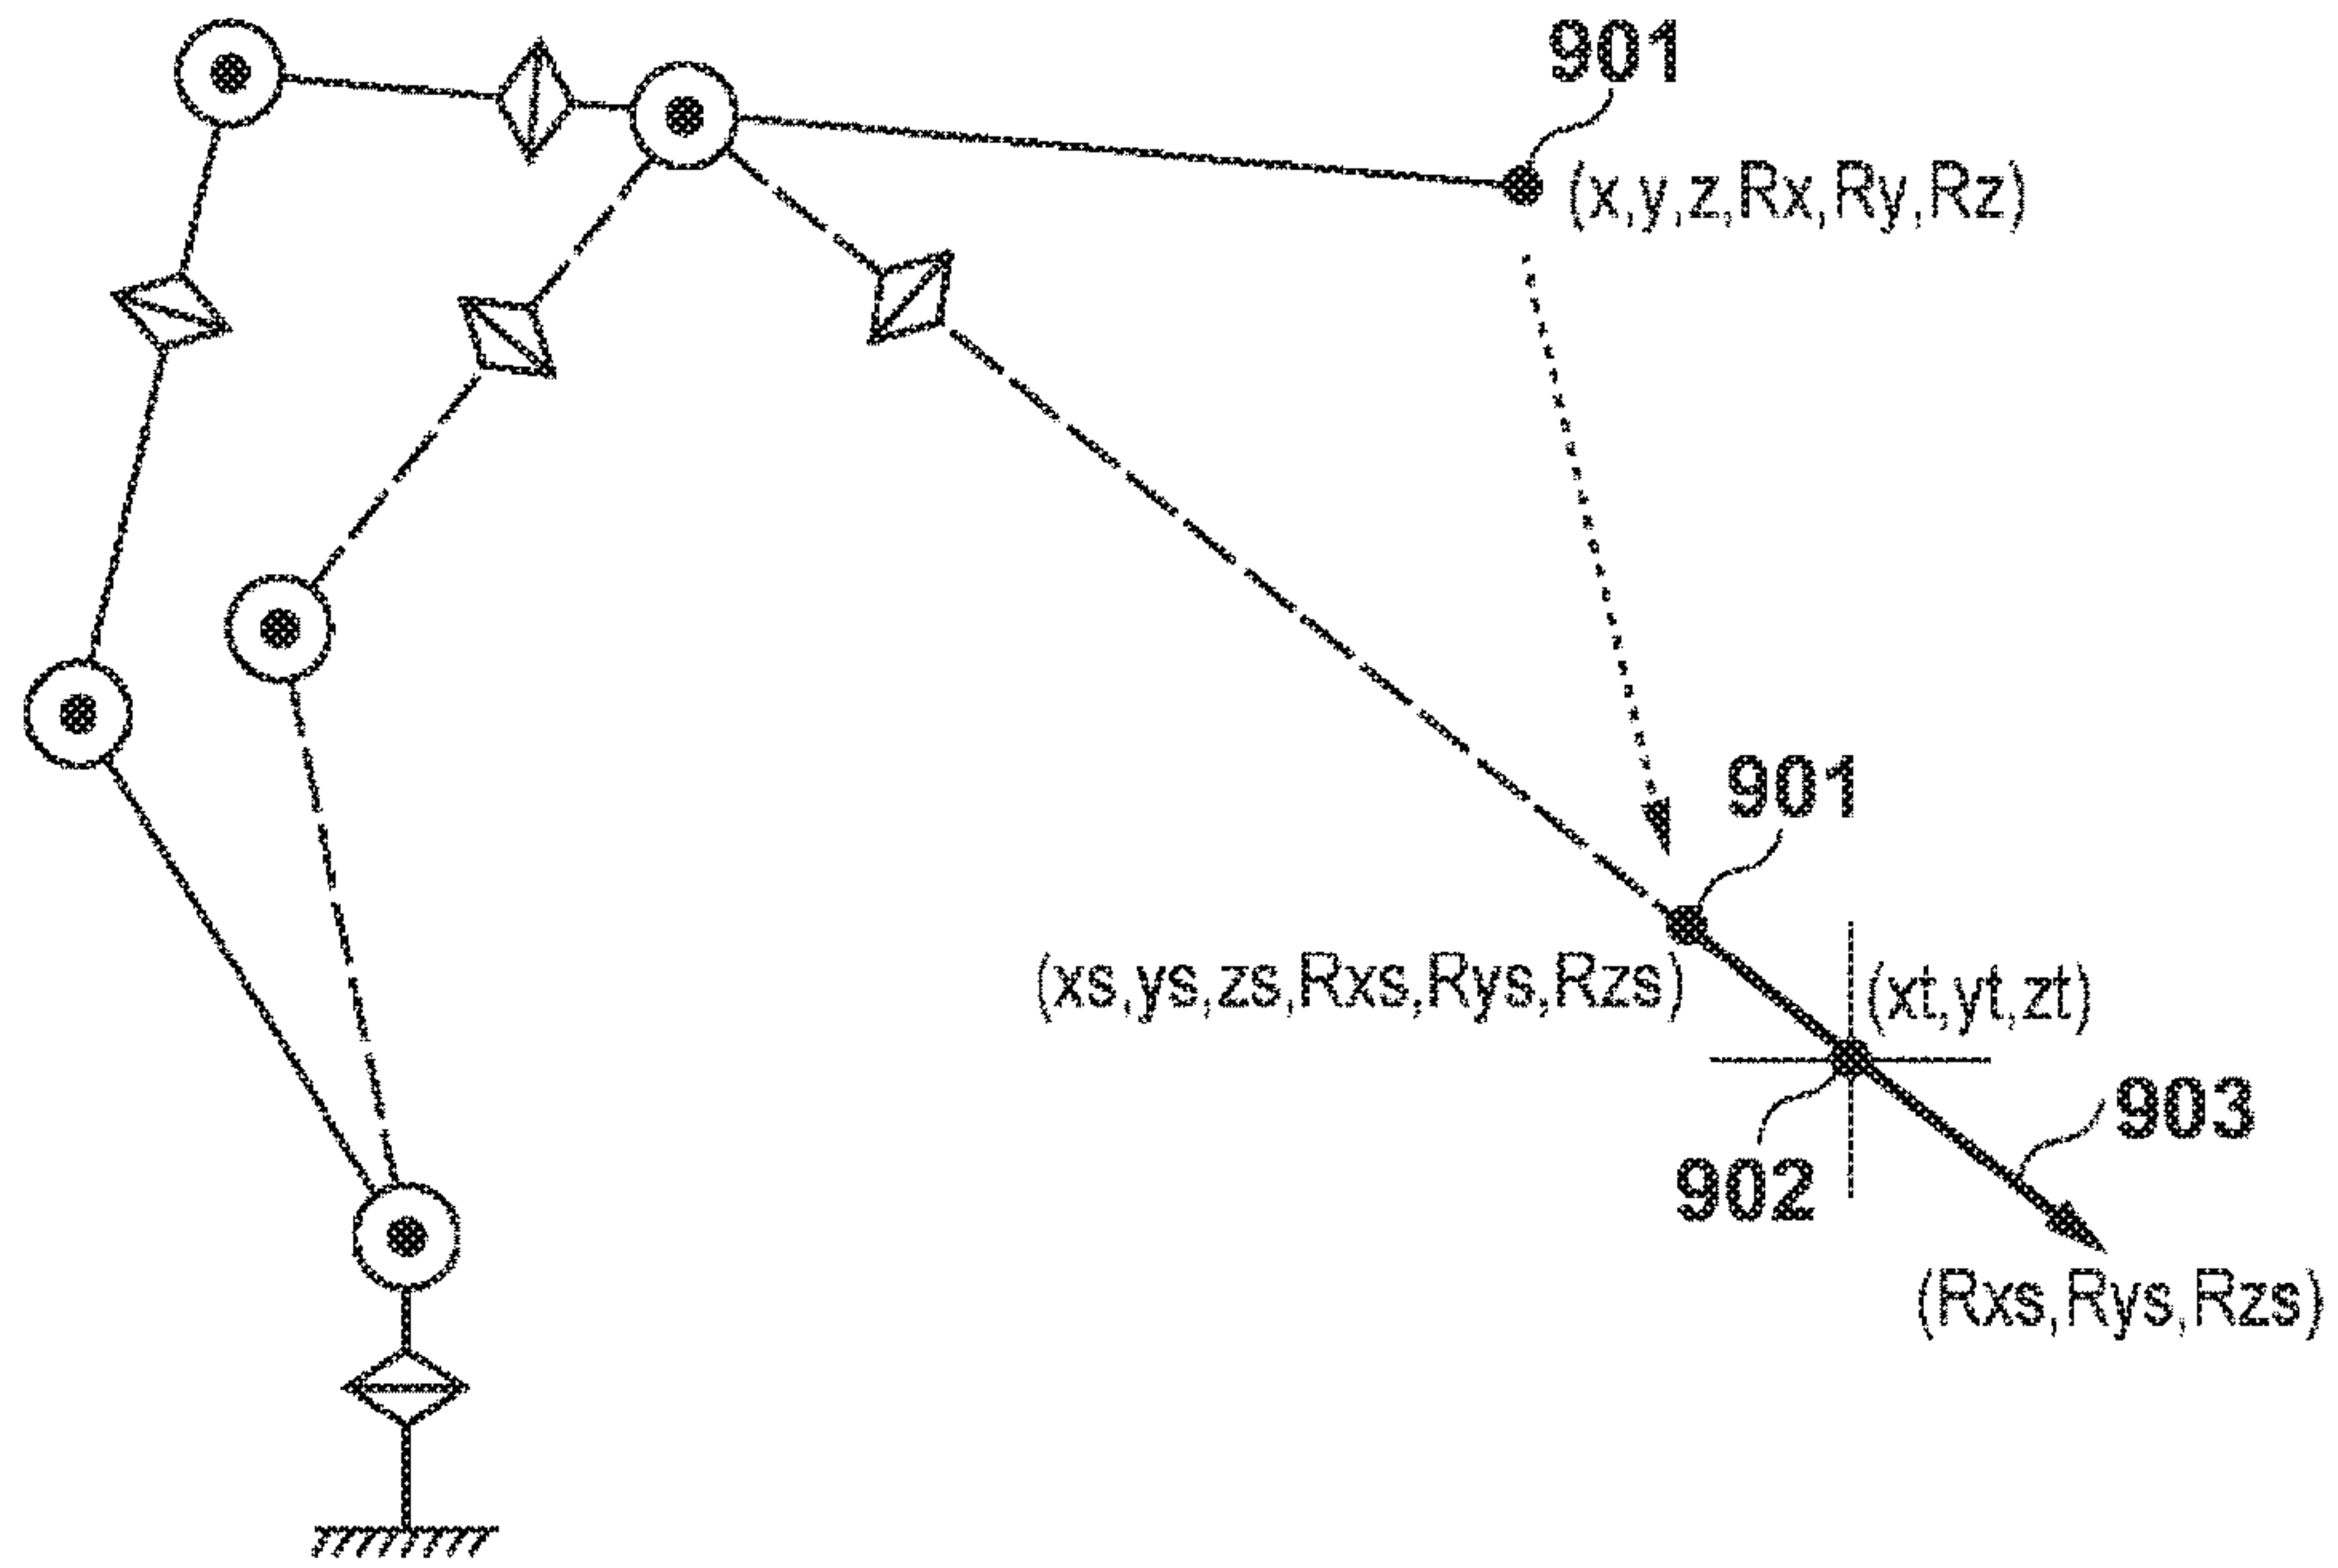 901
(x,y,z,Rx,Ry,Rz)
901
(xs,ys,zs,Rxs,Rys,Rzs)
(xt,yt,zt)
903
902
(Rxs,Rys,Rzs)